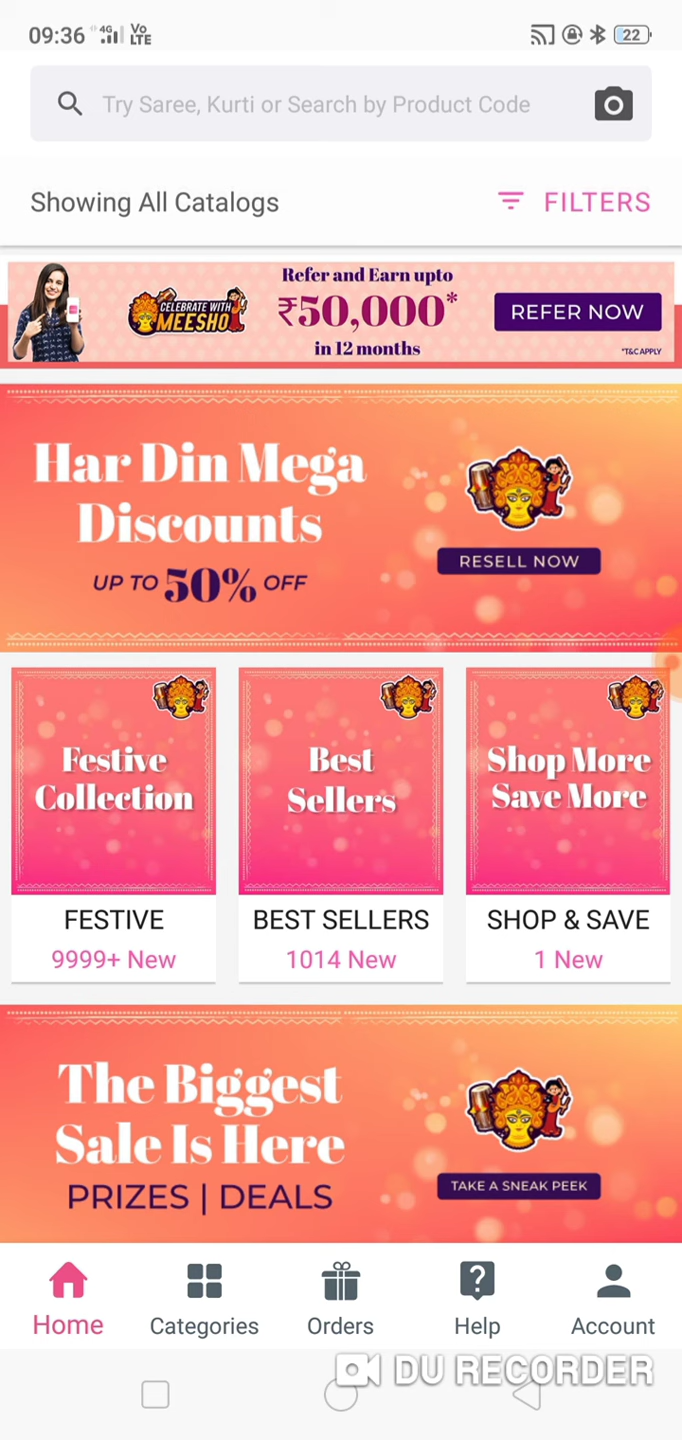 09:36 4G Vo LTE 22
Try Saree, Kurti or Search by Product Code
Showing All Catalogs FILTERS
CELEBRATE WITH
MEESHO
Refer and Earn upto
₹50,000*
in 12 months
REFER NOW
*T&C APPLY
Har Din Mega
Discounts
UP TO 50% OFF
RESELL NOW
Festive
Collection
Best
Sellers
Shop More
Save More
FESTIVE BEST SELLERS SHOP & SAVE
9999+ New 1014 New 1 New
The Biggest
Sale Is Here
PRIZES | DEALS
TAKE A SNEAK PEEK
Home Categories Orders Help Account
DU RECORDER